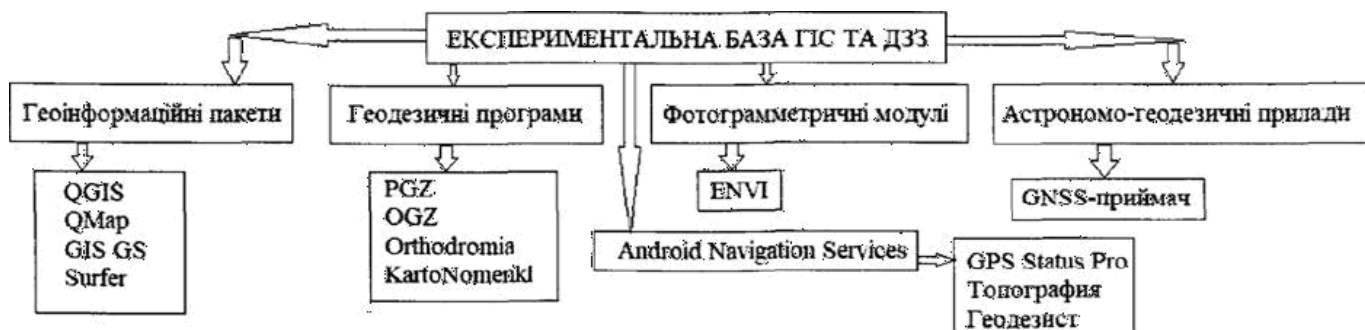 ЕКСПЕРИМЕНТАЛЬНА БАЗА ГІС ТА ДЗЗ
Геоінформаційні пакети
Геодезичні програми
Фотограмметричні модулі
Астрономо-геодезичні прилади
QGIS
QMap
GIS GS
Surfer
PGZ
OGZ
Orthodromia
KartoNomenkl
ENVI
GNSS-приймач
Android Navigation Services
GPS Status Pro
Топография
Геодезист